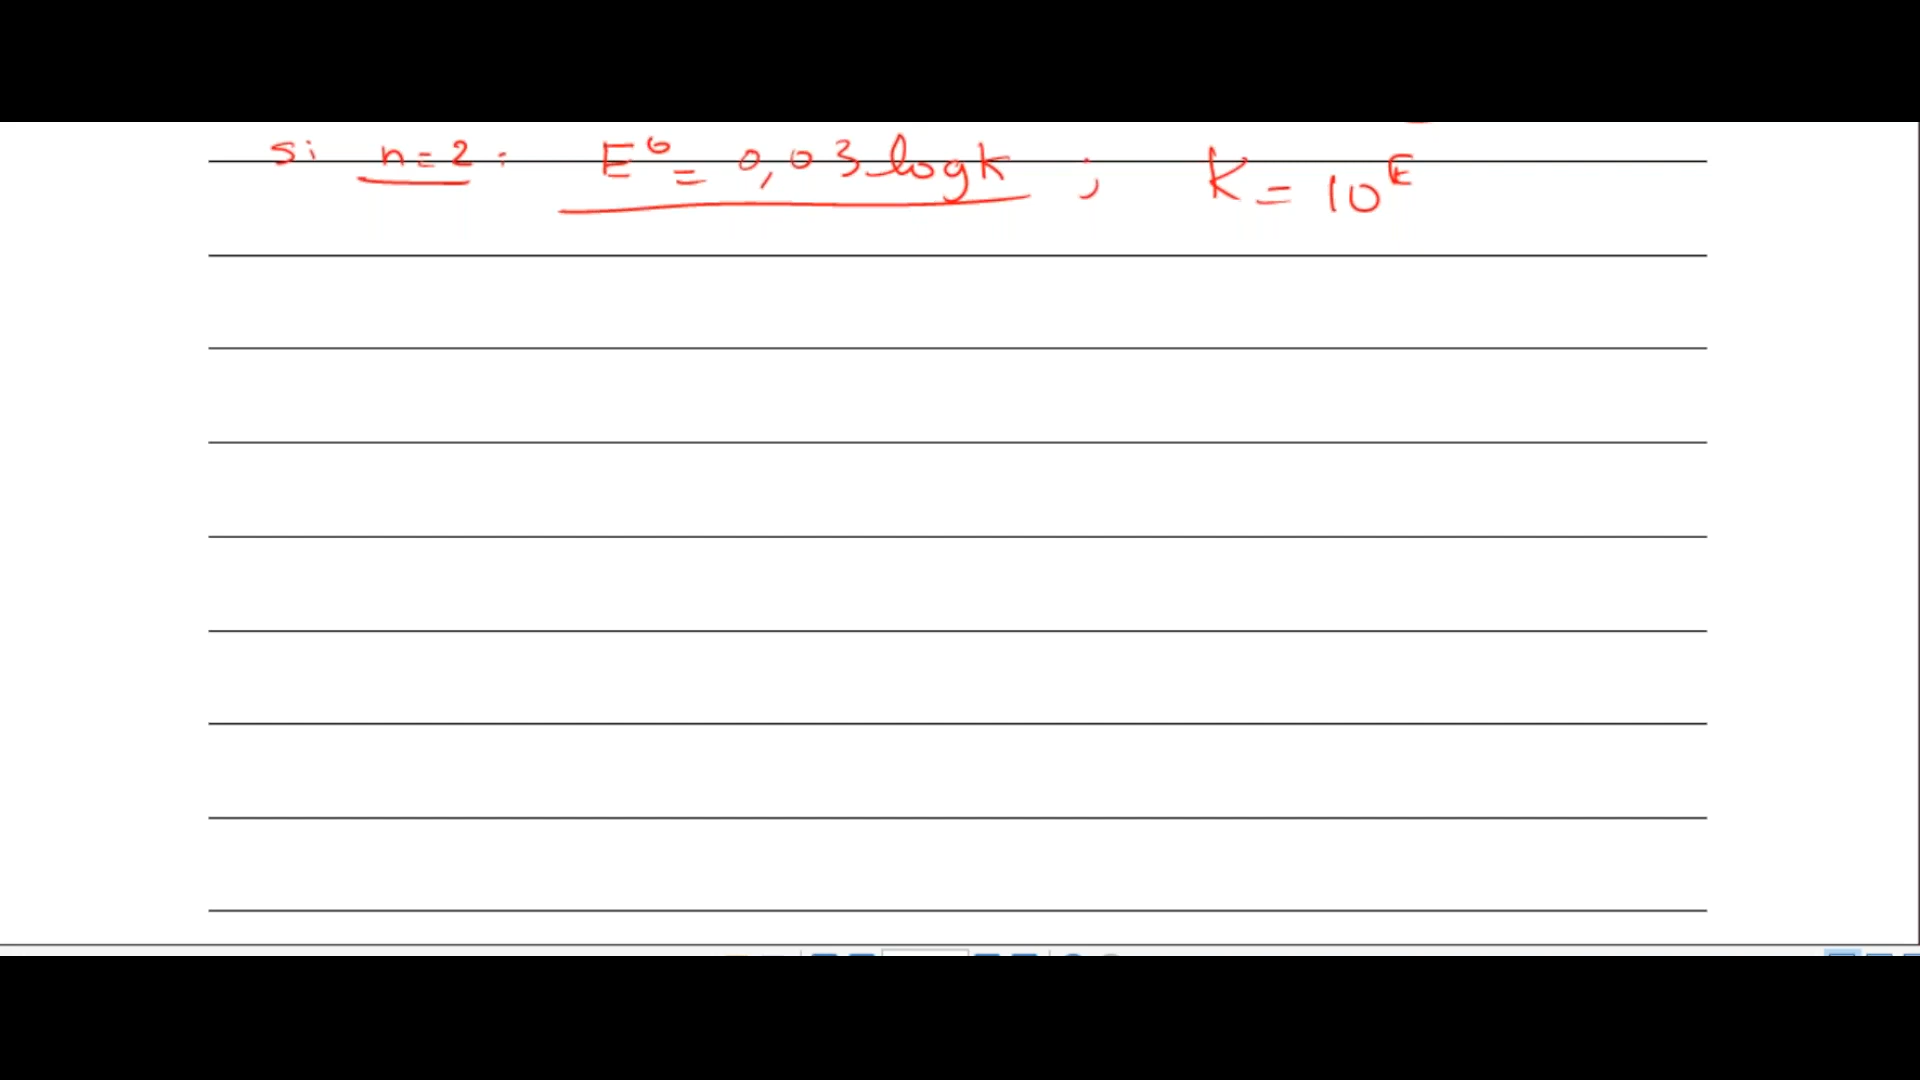 si n=2: E°= 0,03 log k ; K = 10^E